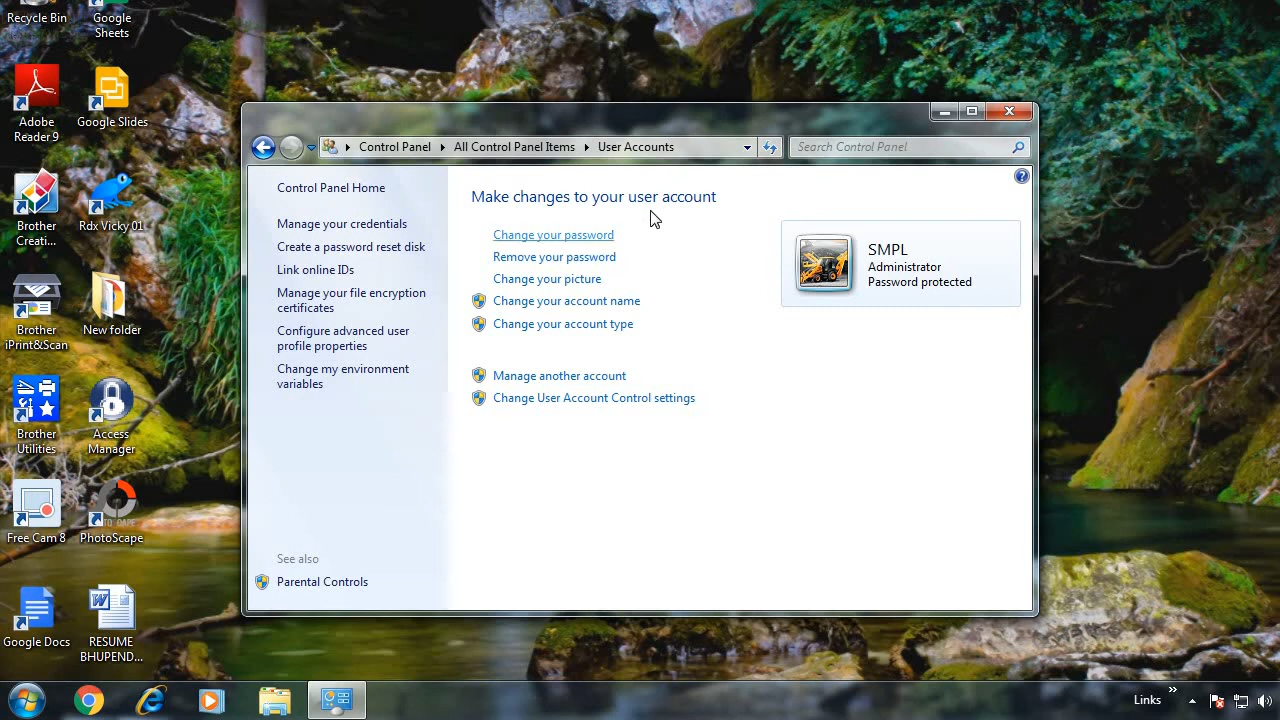 Recycle Bin
Google
Sheets
Adobe
Reader 9
Google Slides
Brother
Creati...
Rdx Vicky 01
Brother
iPrint&Scan
New folder
Brother
Utilities
Access
Manager
Free Cam 8
PhotoScape
Google Docs
RESUME
BHUPEND...
Control Panel
All Control Panel Items
User Accounts
Search Control Panel
Control Panel Home
Manage your credentials
Create a password reset disk
Link online IDs
Manage your file encryption
certificates
Configure advanced user
profile properties
Change my environment
variables
See also
Parental Controls
Make changes to your user account
Change your password
Remove your password
Change your picture
Change your account name
Change your account type
Manage another account
Change User Account Control settings
SMPL
Administrator
Password protected
Links